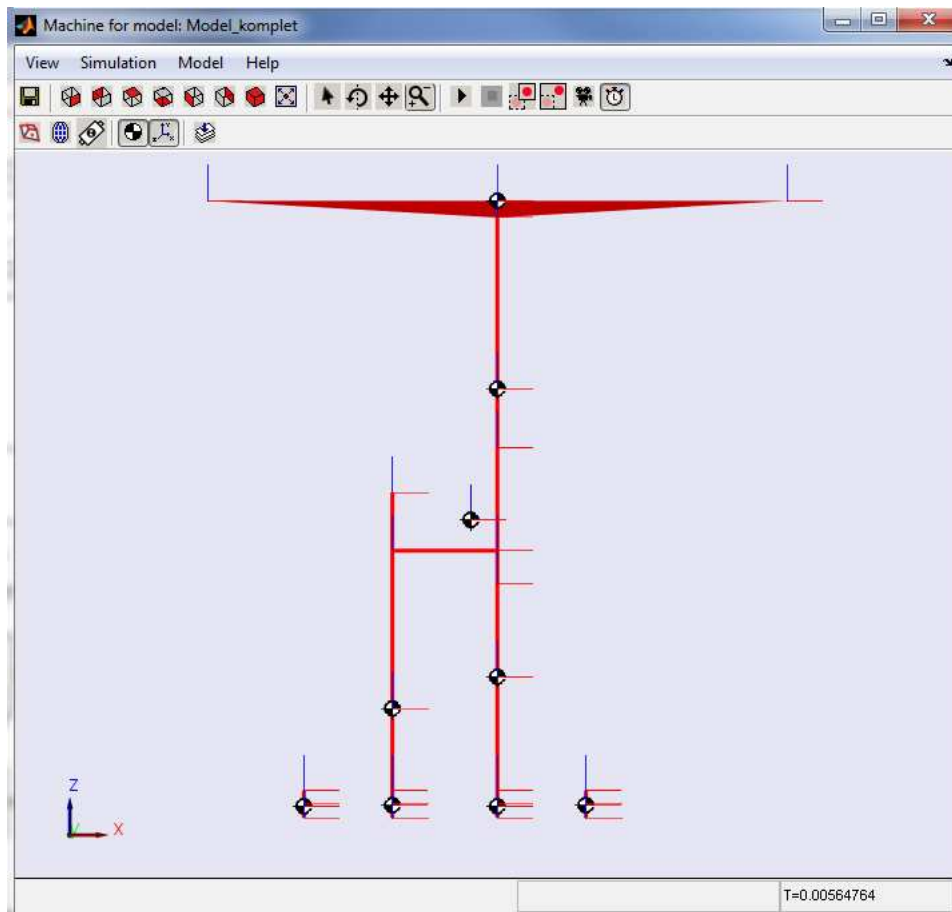 Machine for model: Model_komplet
View Simulation Model Help
Z
Y
X
T=0.00564764